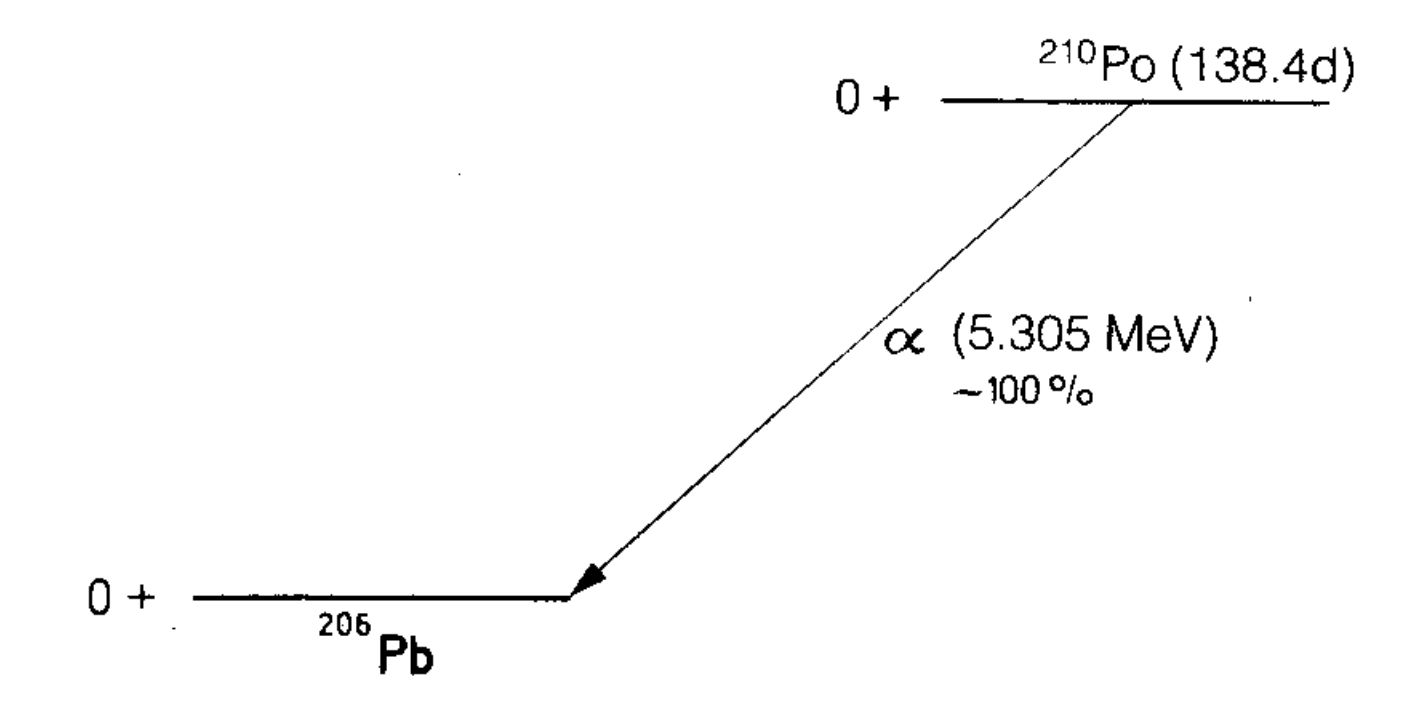 ²¹⁰Po (138.4d)
0 +
α (5.305 MeV)
~100 %
0 +
²⁰⁶Pb